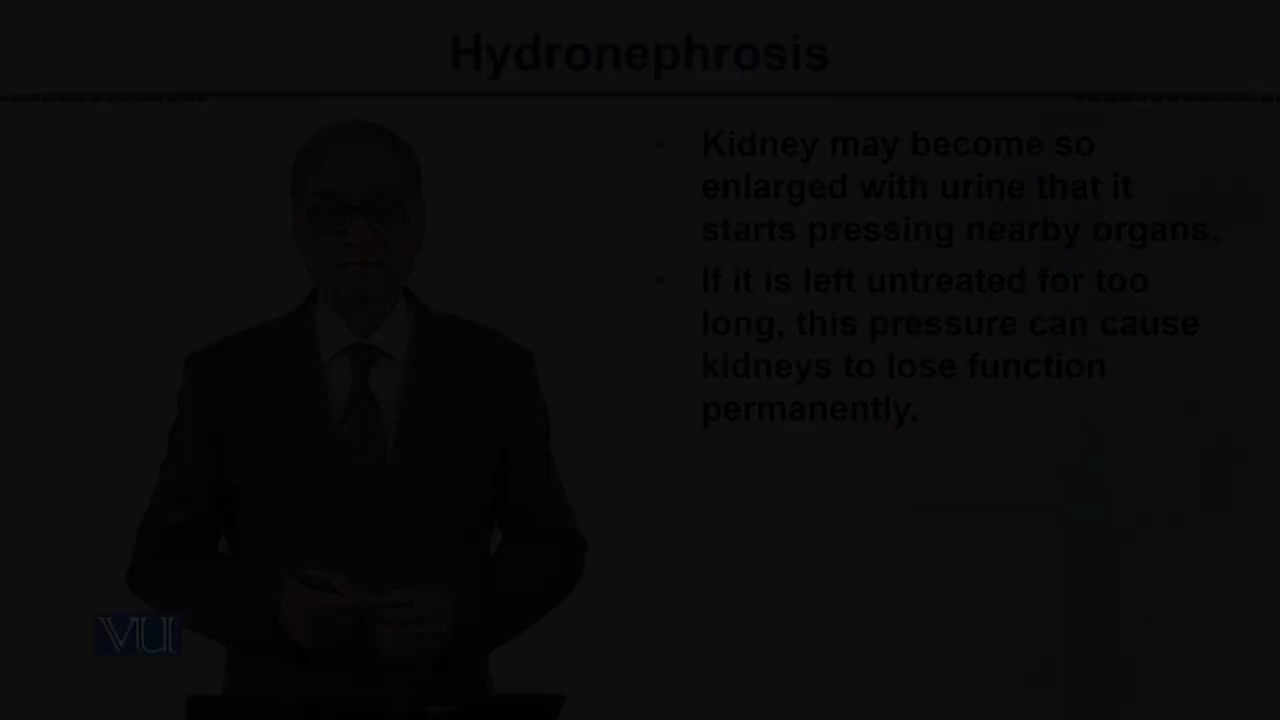 Hydronephrosis
• Kidney may become so
enlarged with urine that it
starts pressing nearby organs.
• If it is left untreated for too
long, this pressure can cause
kidneys to lose function
permanently.
VU